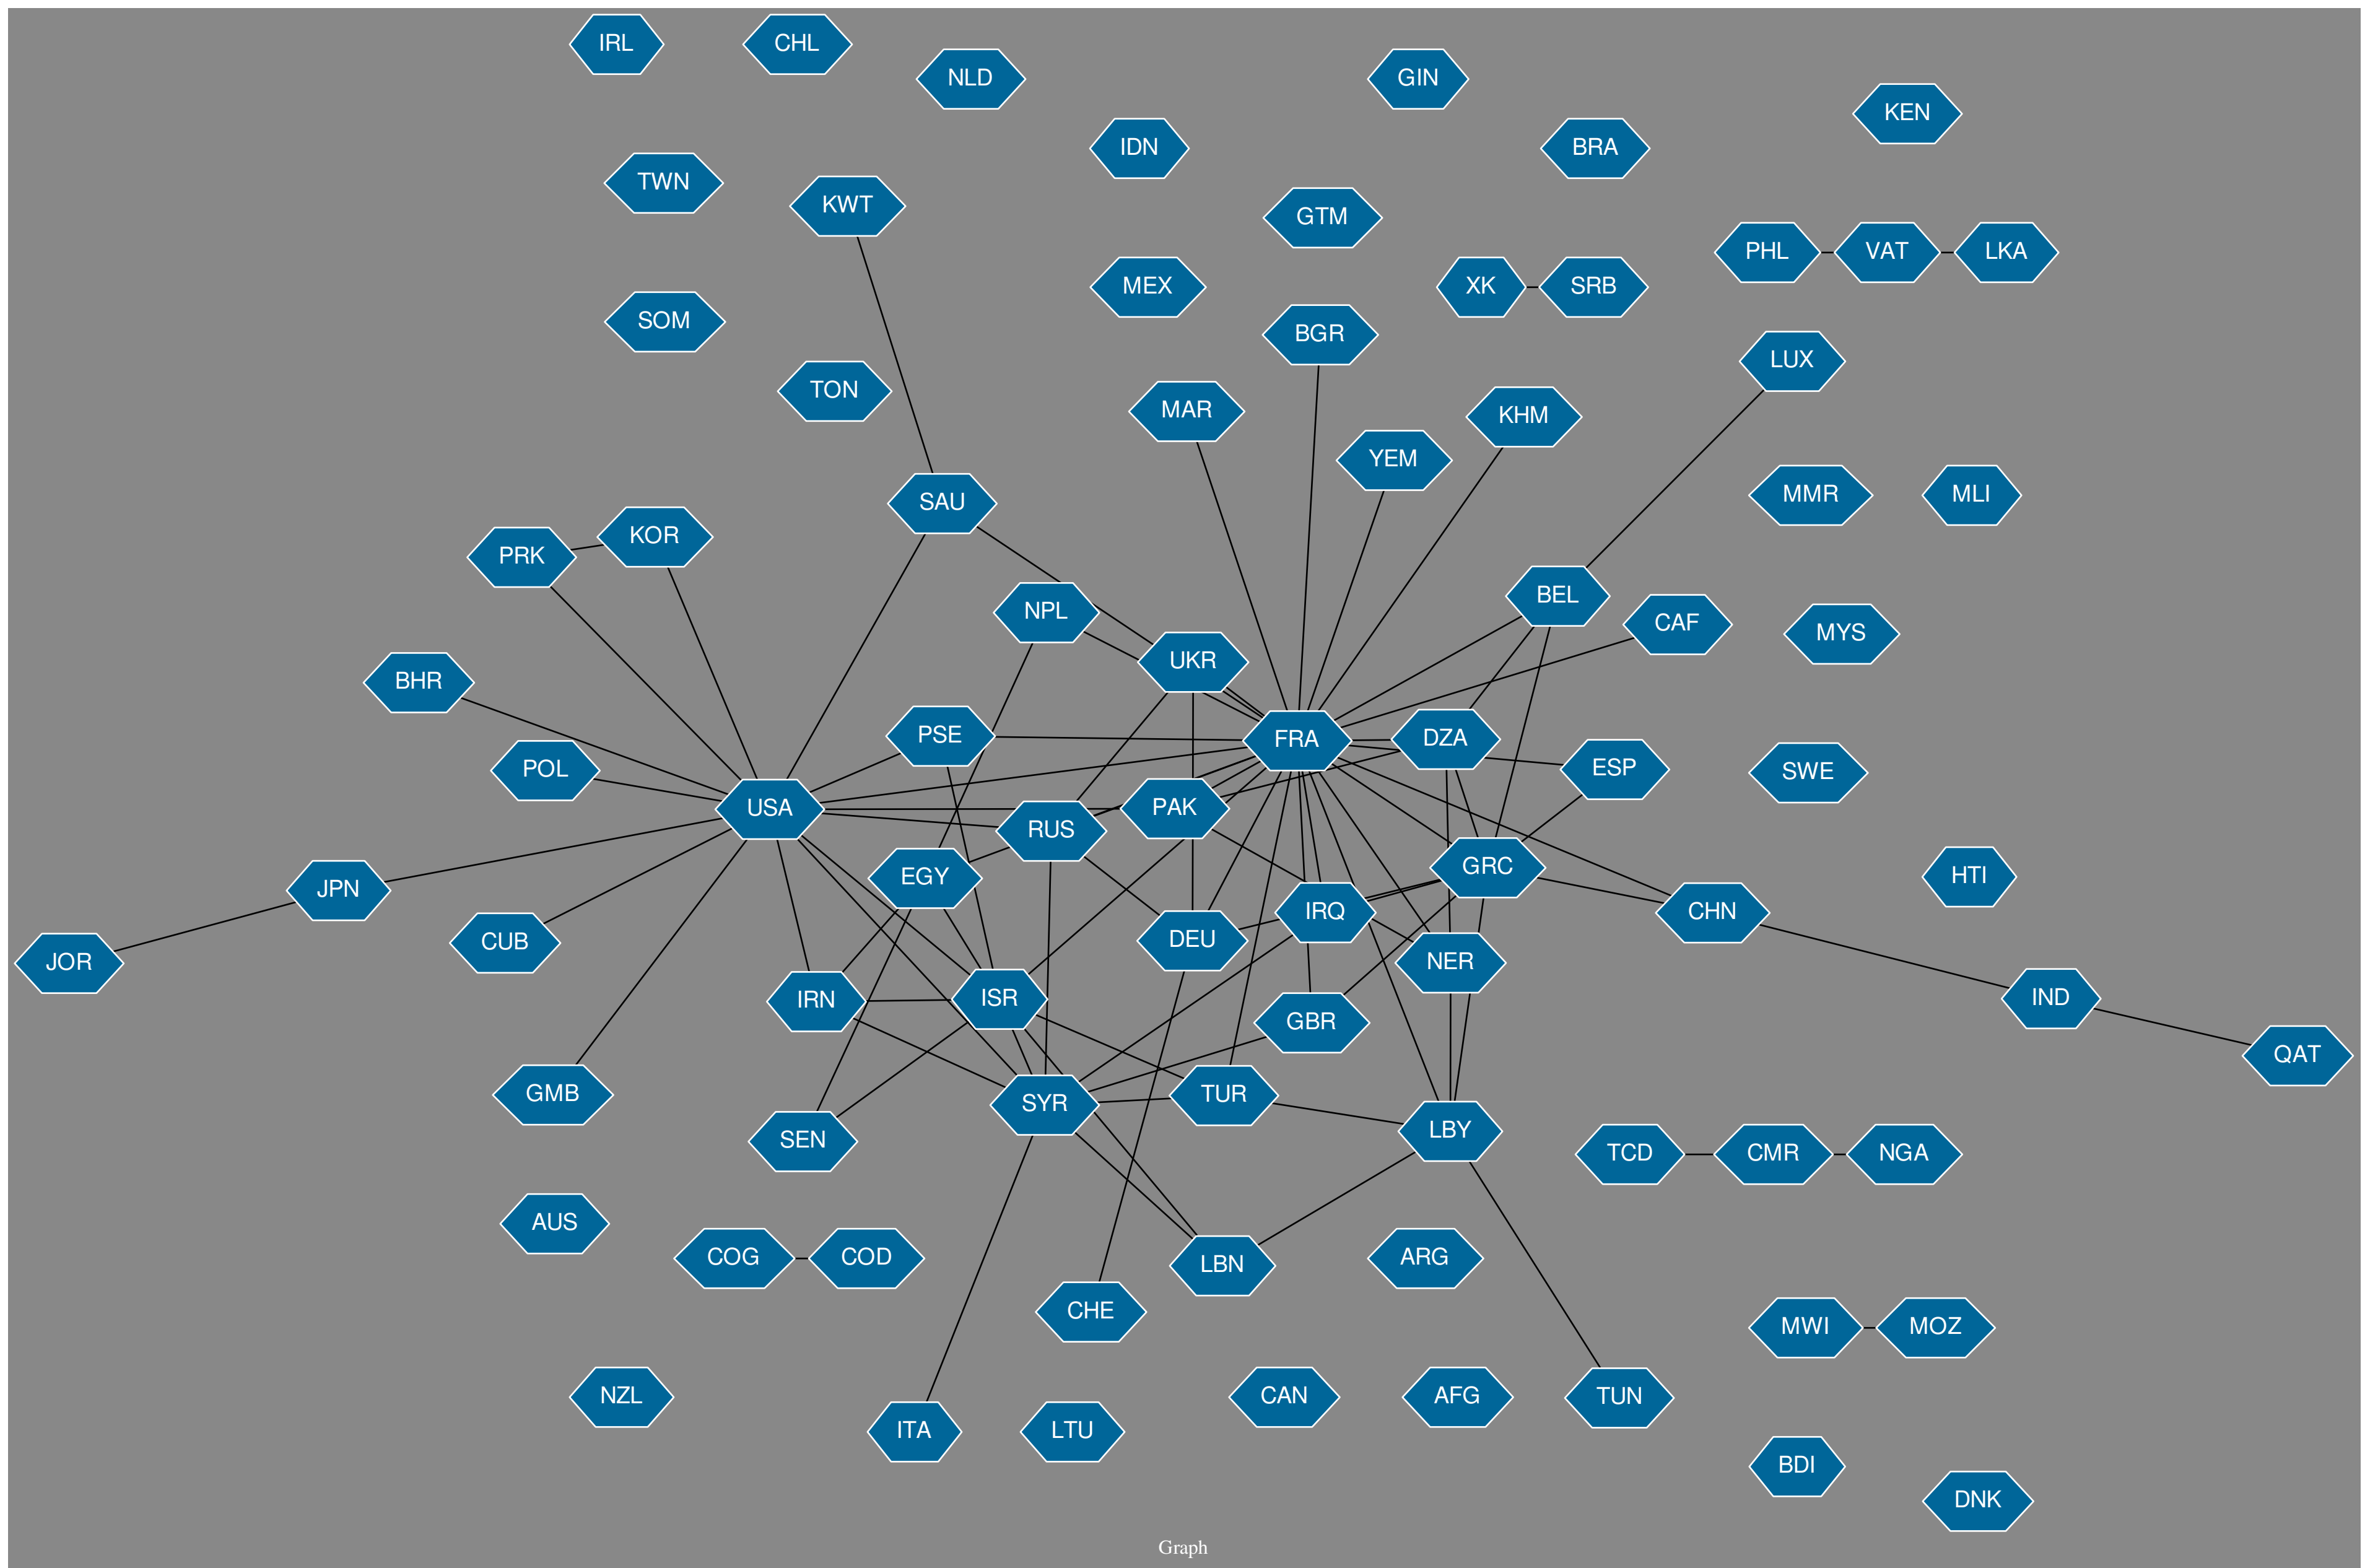 IRL
CHL
NLD
GIN
KEN
IDN
BRA
TWN
KWT
GTM
PHL
VAT
LKA
MEX
XK
SRB
SOM
BGR
LUX
TON
MAR
KHM
YEM
SAU
MMR
MLI
KOR
PRK
NPL
BEL
CAF
MYS
UKR
BHR
PSE
FRA
DZA
POL
ESP
SWE
USA
PAK
RUS
GRC
EGY
HTI
JPN
IRQ
CHN
CUB
DEU
JOR
NER
IRN
ISR
IND
GBR
QAT
GMB
SYR
TUR
LBY
SEN
TCD
CMR
NGA
AUS
COG
COD
LBN
ARG
CHE
MWI
MOZ
NZL
CAN
AFG
TUN
ITA
LTU
BDI
DNK
Graph